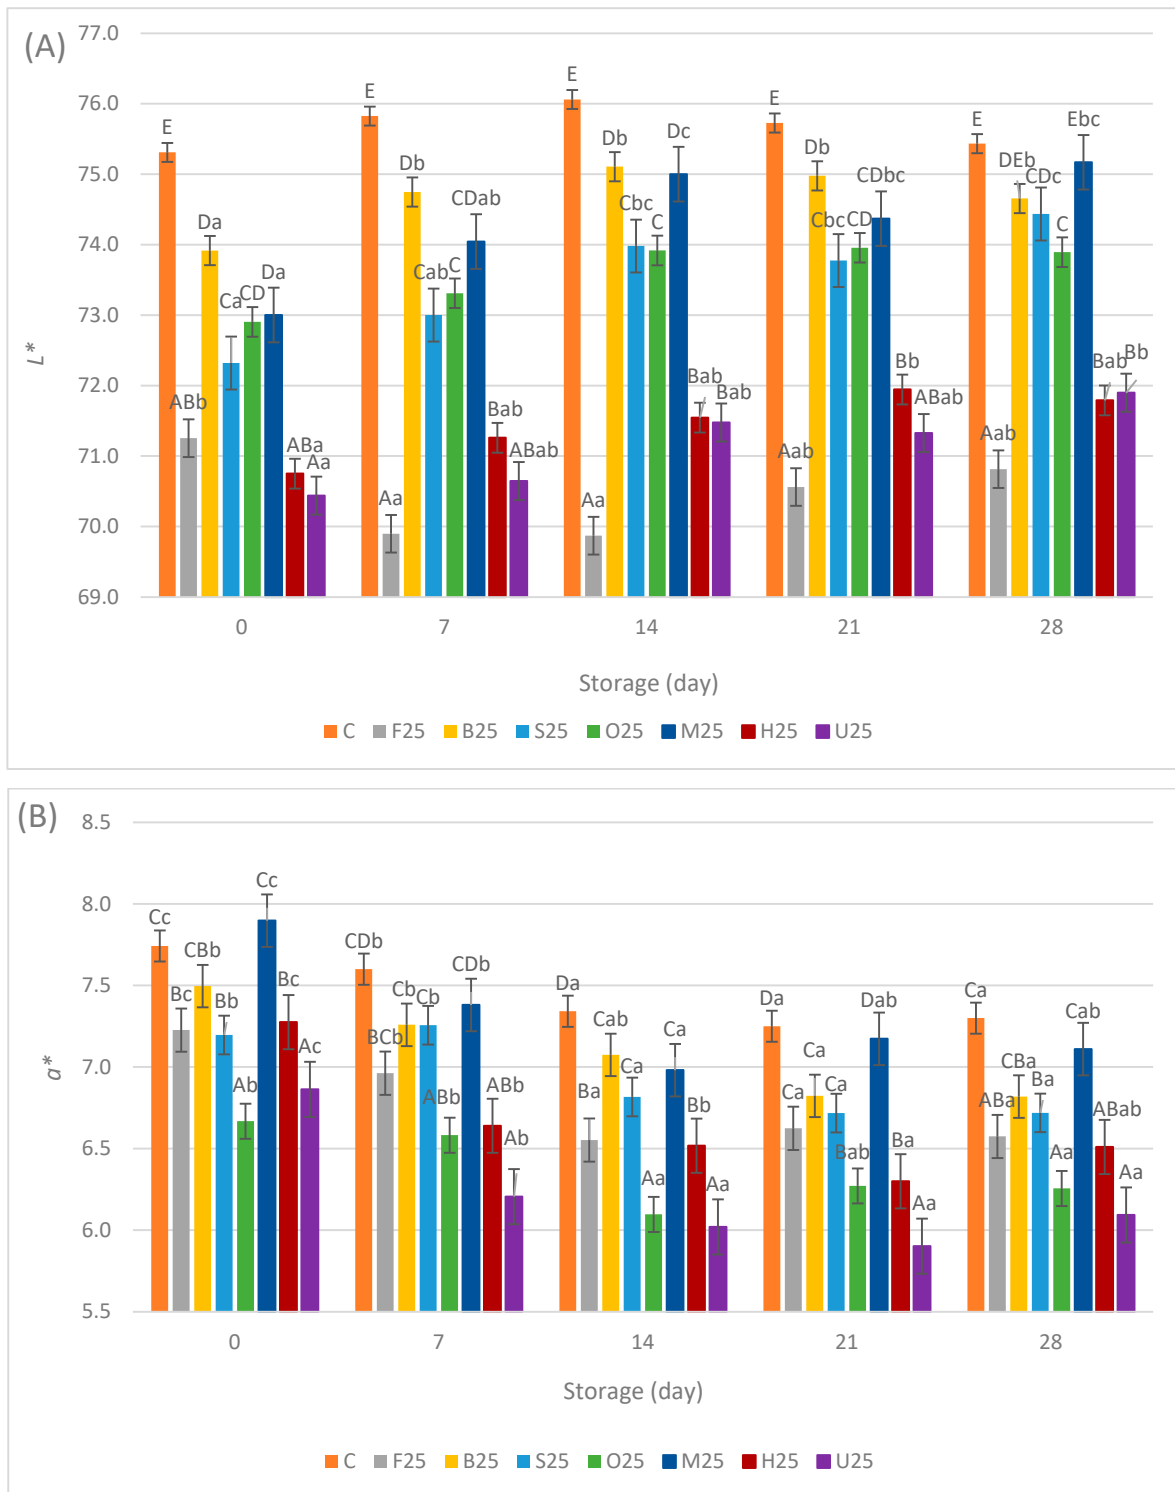 (A)
77.0
76.0
75.0
74.0
73.0
72.0
71.0
70.0
69.0
L*
E ABb Da Ca CD Da ABa Aa
E Aa Db Cab C CDab Bab ABab
E Aa Db Cbc C Dc Bab Bab
E Aab Db Cbc CD CDbc Bb ABab
E Aab DEb CDc C Ebc Bab Bb
0 7 14 21 28
Storage (day)
C F25 B25 S25 O25 M25 H25 U25
(B)
8.5
8.0
7.5
7.0
6.5
6.0
5.5
a*
Cc Bc CBb Bb Ab Cc Bc Ac
CDb BCb Cb Cb ABb CDb ABb Ab
Da Ba Cab Ca Aa Ca Bb Aa
Da Ca Ca Ca Bab Dab Ba Aa
Ca ABa CBa Ba Aa Cab ABab Aa
0 7 14 21 28
Storage (day)
C F25 B25 S25 O25 M25 H25 U25